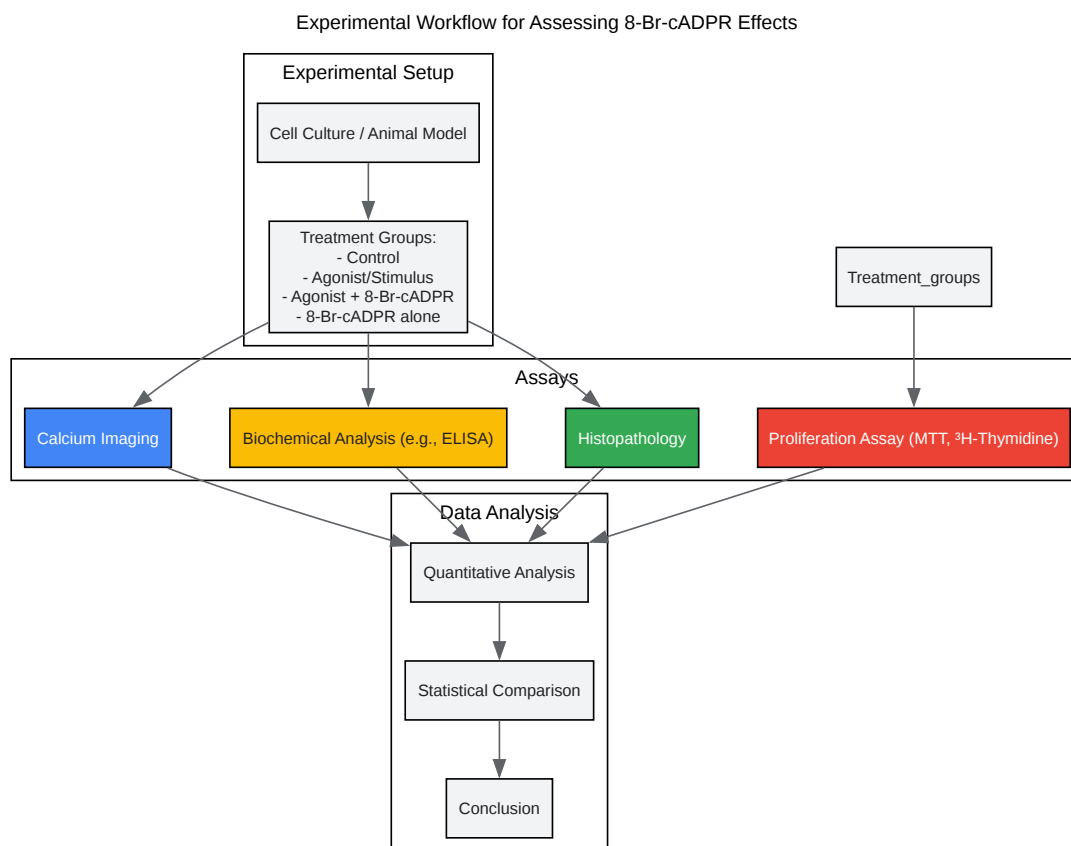 Experimental Workflow for Assessing 8-Br-cADPR Effects
Experimental Setup
Cell Culture / Animal Model
Treatment Groups:
- Control
- Agonist/Stimulus
- Agonist + 8-Br-cADPR
- 8-Br-cADPR alone
Treatment_groups
Assays
Calcium Imaging
Biochemical Analysis (e.g., ELISA)
Histopathology
Proliferation Assay (MTT, ³H-Thymidine)
Data Analysis
Quantitative Analysis
Statistical Comparison
Conclusion